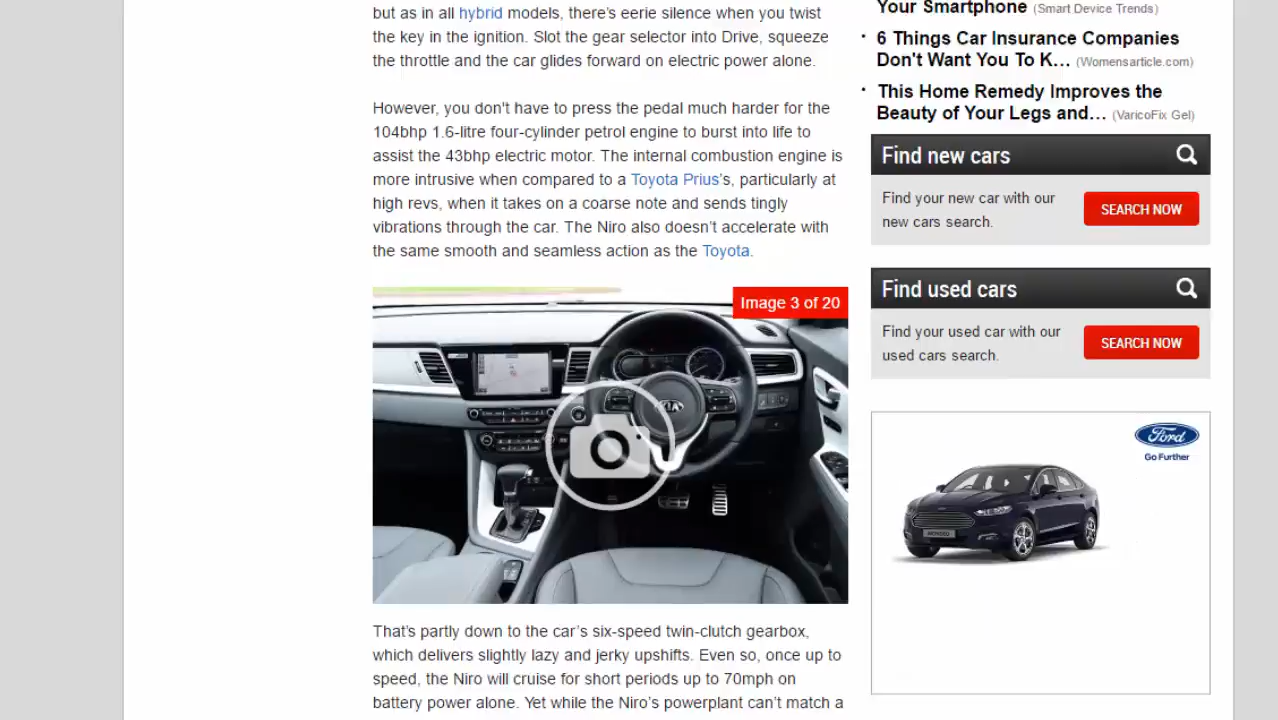 but as in all hybrid models, there's eerie silence when you twist
the key in the ignition. Slot the gear selector into Drive, squeeze
the throttle and the car glides forward on electric power alone.
However, you don't have to press the pedal much harder for the
104bhp 1.6-litre four-cylinder petrol engine to burst into life to
assist the 43bhp electric motor. The internal combustion engine is
more intrusive when compared to a Toyota Prius's, particularly at
high revs, when it takes on a coarse note and sends tingly
vibrations through the car. The Niro also doesn’t accelerate with
the same smooth and seamless action as the Toyota.
Image 3 of 20
KIA
That’s partly down to the car’s six-speed twin-clutch gearbox,
which delivers slightly lazy and jerky upshifts. Even so, once up to
speed, the Niro will cruise for short periods up to 70mph on
battery power alone. Yet while the Niro’s powerplant can’t match a
Your Smartphone (Smart Device Trends)
· 6 Things Car Insurance Companies
Don't Want You To K… (Womensarticle.com)
· This Home Remedy Improves the
Beauty of Your Legs and… (VaricoFix Gel)
Find new cars
Find your new car with our
new cars search.
SEARCH NOW
Find used cars
Find your used car with our
used cars search.
SEARCH NOW
Ford
Go Further
MONDEO